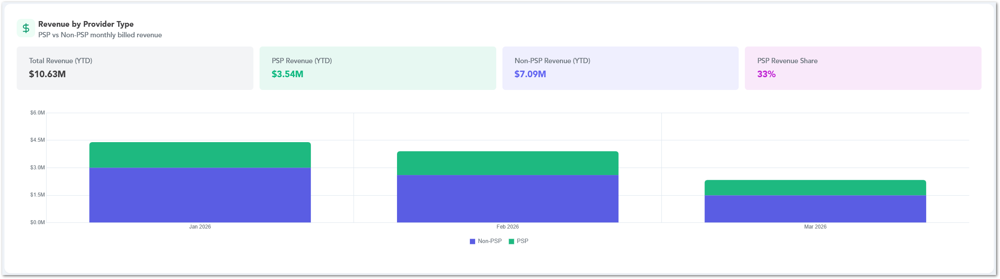 Revenue by Provider Type
PSP vs Non-PSP monthly billed revenue
Total Revenue (YTD)
$10.63M
PSP Revenue (YTD)
$3.54M
Non-PSP Revenue (YTD)
$7.09M
PSP Revenue Share
33%
$6.0M
$4.5M
$3.0M
$1.5M
$0.0M
Jan 2026
Feb 2026
Mar 2026
Non-PSP
PSP